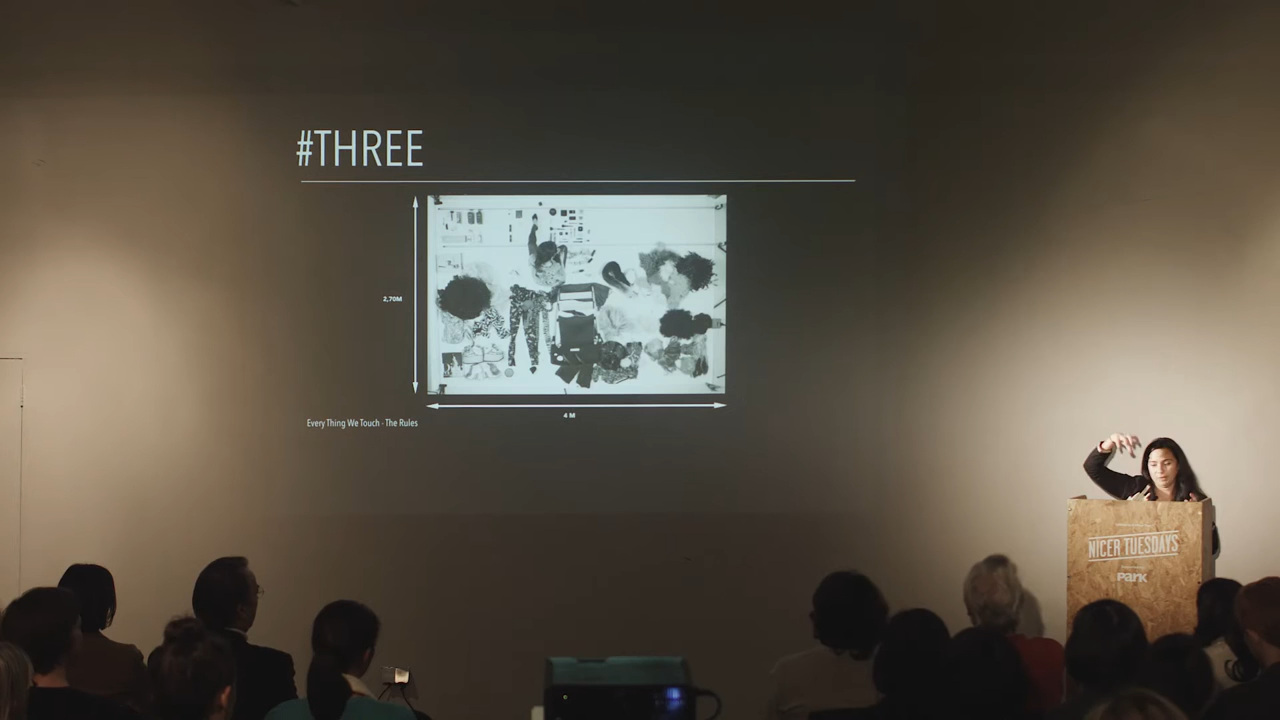 #THREE
2,70M
4 M
Every Thing We Touch - The Rules
NICER TUESDAYS
PARK